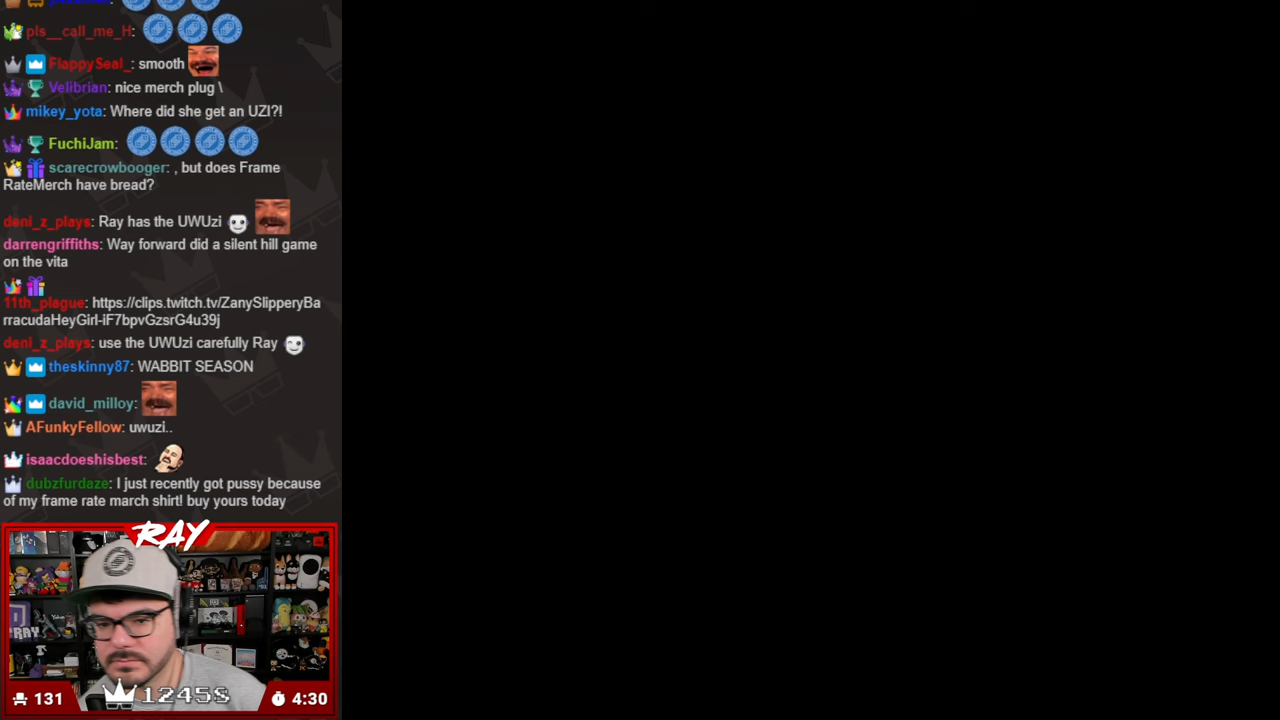 pls__call_me_H:
FlappySeal_: smooth
Velibrian: nice merch plug \
mikey_yota: Where did she get an UZI?!
FuchiJam:
scarecrowbooger: , but does Frame
RateMerch have bread?
deni_z_plays: Ray has the UWUzi
darrengriffiths: Way forward did a silent hill game
on the vita
11th_plague: https://clips.twitch.tv/ZanySlipperyBa
rracudaHeyGirl-iF7bpvGzsrG4u39j
deni_z_plays: use the UWUzi carefully Ray
theskinny87: WABBIT SEASON
david_milloy:
AFunkyFellow: uwuzi..
isaacdoeshisbest:
dubzfurdaze: I just recently got pussy because
of my frame rate march shirt! buy yours today
RAY
131
12458
4:30